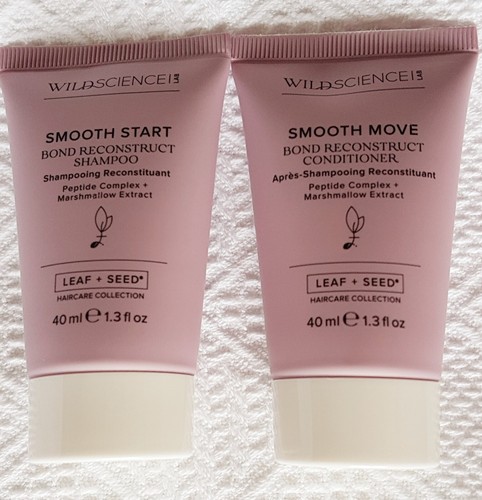 WILDSCIENCE LAB
SMOOTH START
BOND RECONSTRUCT
SHAMPOO
Shampooing Reconstituant
Peptide Complex +
Marshmallow Extract
LEAF + SEED*
HAIRCARE COLLECTION
40 ml e 1.3 fl oz
WILDSCIENCE LAB
SMOOTH MOVE
BOND RECONSTRUCT
CONDITIONER
Après-Shampooing Reconstituant
Peptide Complex +
Marshmallow Extract
LEAF + SEED*
HAIRCARE COLLECTION
40 ml e 1.3 fl oz